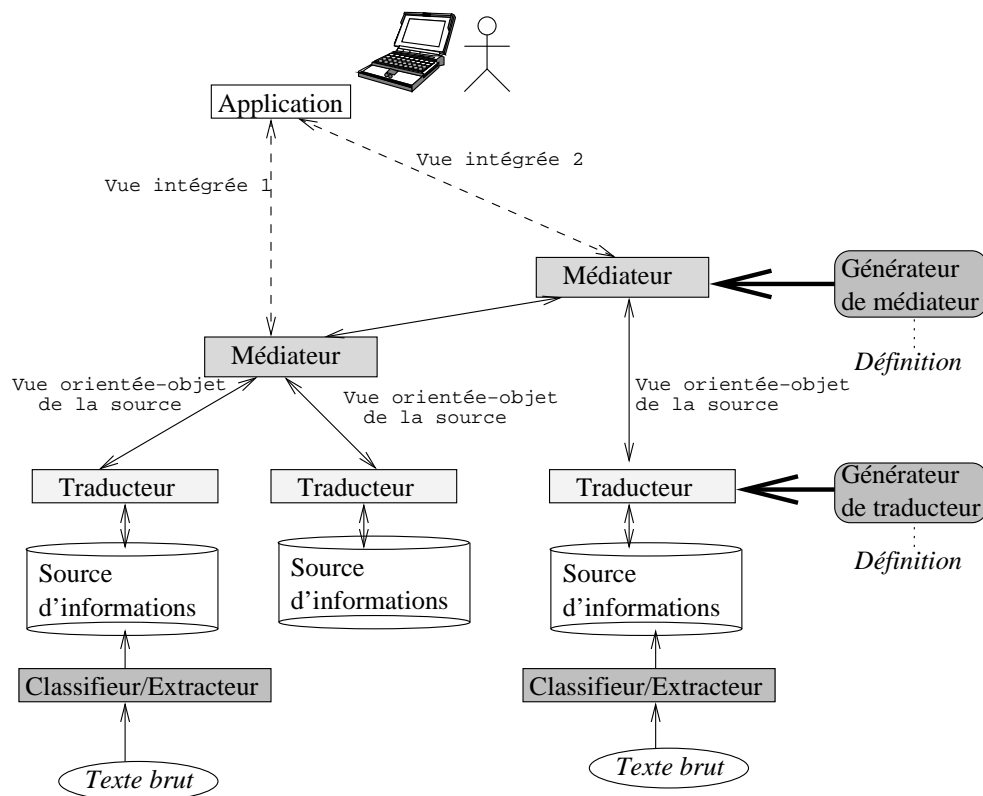 Application
Vue intégrée 2
Vue intégrée 1
Médiateur
Générateur
de médiateur
Définition
Médiateur
Vue orientée-objet
de la source
Vue orientée-objet
de la source
Vue orientée-objet
de la source
Traducteur
Traducteur
Traducteur
Générateur
de traducteur
Définition
Source
d'informations
Source
d'informations
Source
d'informations
Classifieur/Extracteur
Classifieur/Extracteur
Texte brut
Texte brut